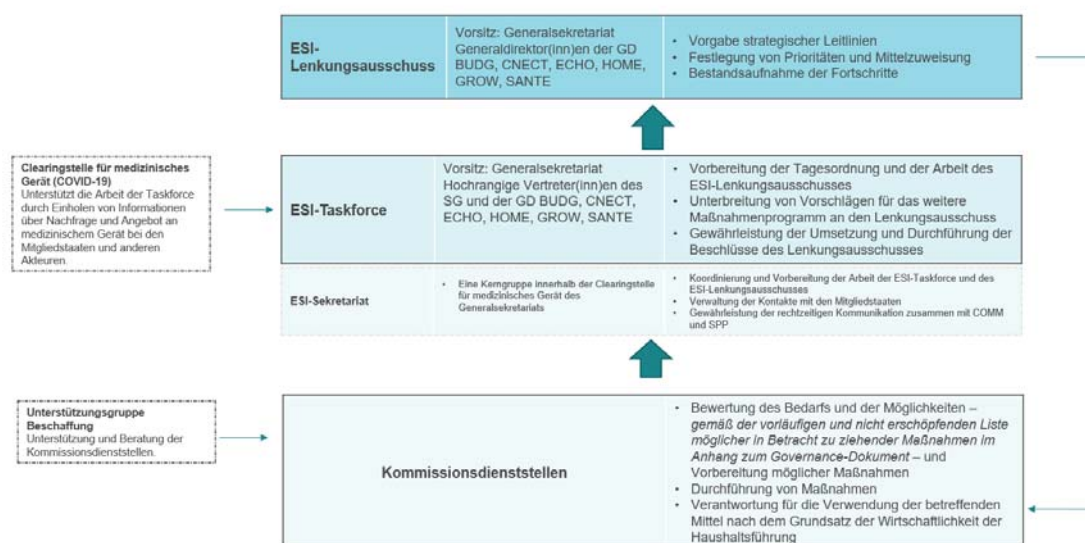 ESI-
Lenkungsausschuss
Vorsitz: Generalsekretariat
Generaldirektor(inn)en der GD
BUDG, CNECT, ECHO, HOME,
GROW, SANTE
• Vorgabe strategischer Leitlinien
• Festlegung von Prioritäten und Mittelzuweisung
• Bestandsaufnahme der Fortschritte
Clearingstelle für medizinisches
Gerät (COVID-19)
Unterstützt die Arbeit der Taskforce
durch Einholen von Informationen
über Nachfrage und Angebot an
medizinischem Gerät bei den
Mitgliedstaaten und anderen
Akteuren.
ESI-Taskforce
Vorsitz: Generalsekretariat
Hochrangige Vertreter(inn)en des
SG und der GD BUDG, CNECT,
ECHO, HOME, GROW, SANTE
• Vorbereitung der Tagesordnung und der Arbeit des
ESI-Lenkungsausschusses
• Unterbreitung von Vorschlägen für das weitere
Maßnahmenprogramm an den Lenkungsausschuss
• Gewährleistung der Umsetzung und Durchführung der
Beschlüsse des Lenkungsausschusses
ESI-Sekretariat
• Eine Kerngruppe innerhalb der Clearingstelle
für medizinisches Gerät des
Generalsekretariats
• Koordinierung und Vorbereitung der Arbeit der ESI-Taskforce und des
ESI-Lenkungsausschusses
• Verwaltung der Kontakte mit den Mitgliedstaaten
• Gewährleistung der rechtzeitigen Kommunikation zusammen mit COMM
und SPP
Unterstützungsgruppe
Beschaffung
Unterstützung und Beratung der
Kommissionsdienststellen.
Kommissionsdienststellen
• Bewertung des Bedarfs und der Möglichkeiten –
gemäß der vorläufigen und nicht erschöpfenden Liste
möglicher in Betracht zu ziehender Maßnahmen im
Anhang zum Governance-Dokument – und
Vorbereitung möglicher Maßnahmen
• Durchführung von Maßnahmen
• Verantwortung für die Verwendung der betreffenden
Mittel nach dem Grundsatz der Wirtschaftlichkeit der
Haushaltsführung